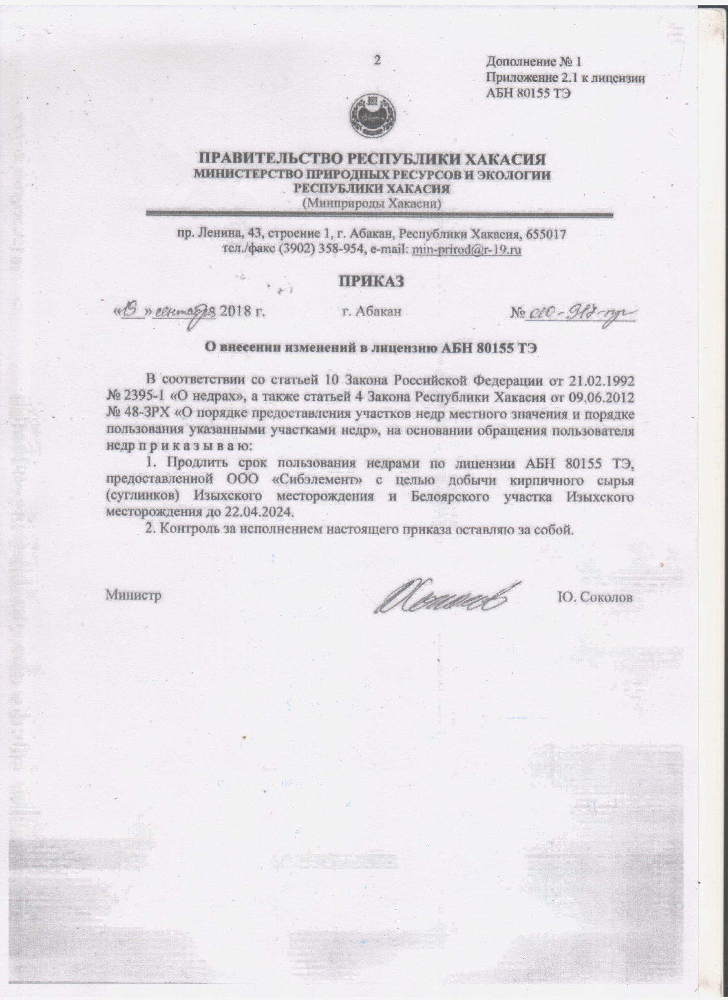 2
Дополнение № 1
Приложение 2.1 к лицензии
АБН 80155 ТЭ
ПРАВИТЕЛЬСТВО РЕСПУБЛИКИ ХАКАСИЯ
МИНИСТЕРСТВО ПРИРОДНЫХ РЕСУРСОВ И ЭКОЛОГИИ
РЕСПУБЛИКИ ХАКАСИЯ
(Минприроды Хакасии)
пр. Ленина, 43, строение 1, г. Абакан, Республики Хакасия, 655017
тел./факс (3902) 358-954, e-mail: min-prirod@r-19.ru
ПРИКАЗ
« » сентября 2018 г. г. Абакан №
О внесении изменений в лицензию АБН 80155 ТЭ
В соответствии со статьей 10 Закона Российской Федерации от 21.02.1992
№ 2395-1 «О недрах», а также статьей 4 Закона Республики Хакасия от 09.06.2012
№ 48-ЗРХ «О порядке предоставления участков недр местного значения и порядке
пользования указанными участками недр», на основании обращения пользователя
недр п р и к а з ы в а ю:
1. Продлить срок пользования недрами по лицензии АБН 80155 ТЭ,
предоставленной ООО «Сибэлемент» с целью добычи кирпичного сырья
(суглинков) Изыхского месторождения и Белоярского участка Изыхского
месторождения до 22.04.2024.
2. Контроль за исполнением настоящего приказа оставляю за собой.
Министр Ю. Соколов